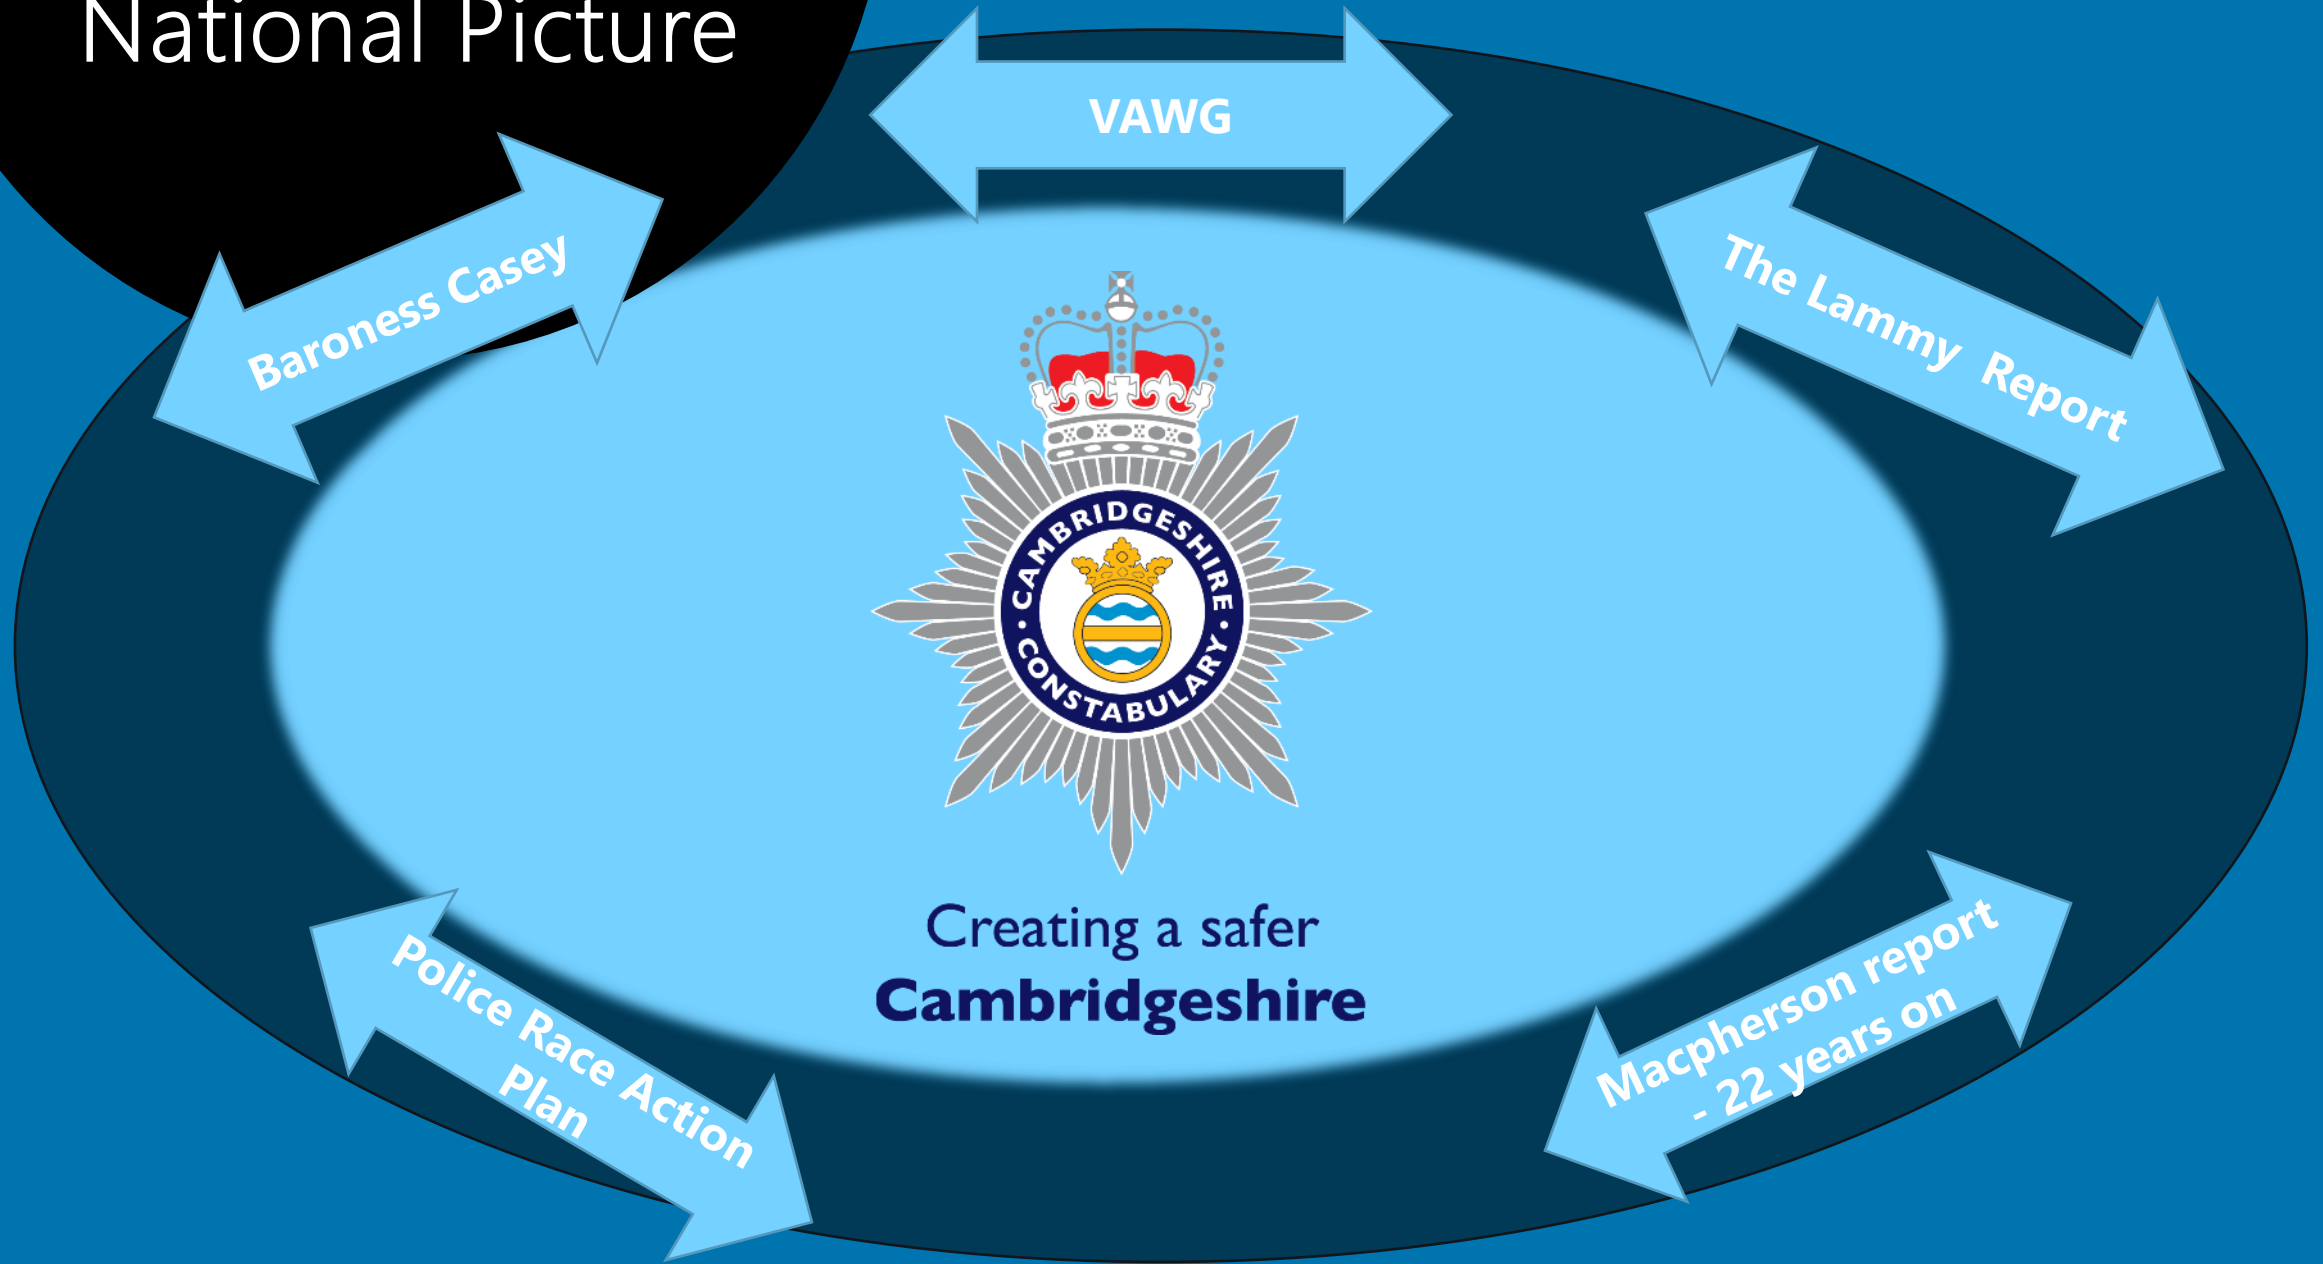 National Picture
VAWG
Baroness Casey
The Lammy  Report
CAMBRIDGESHIRE
CONSTABULARY
Creating a safer
Cambridgeshire
Police Race Action
Plan
Macpherson report
- 22 years on